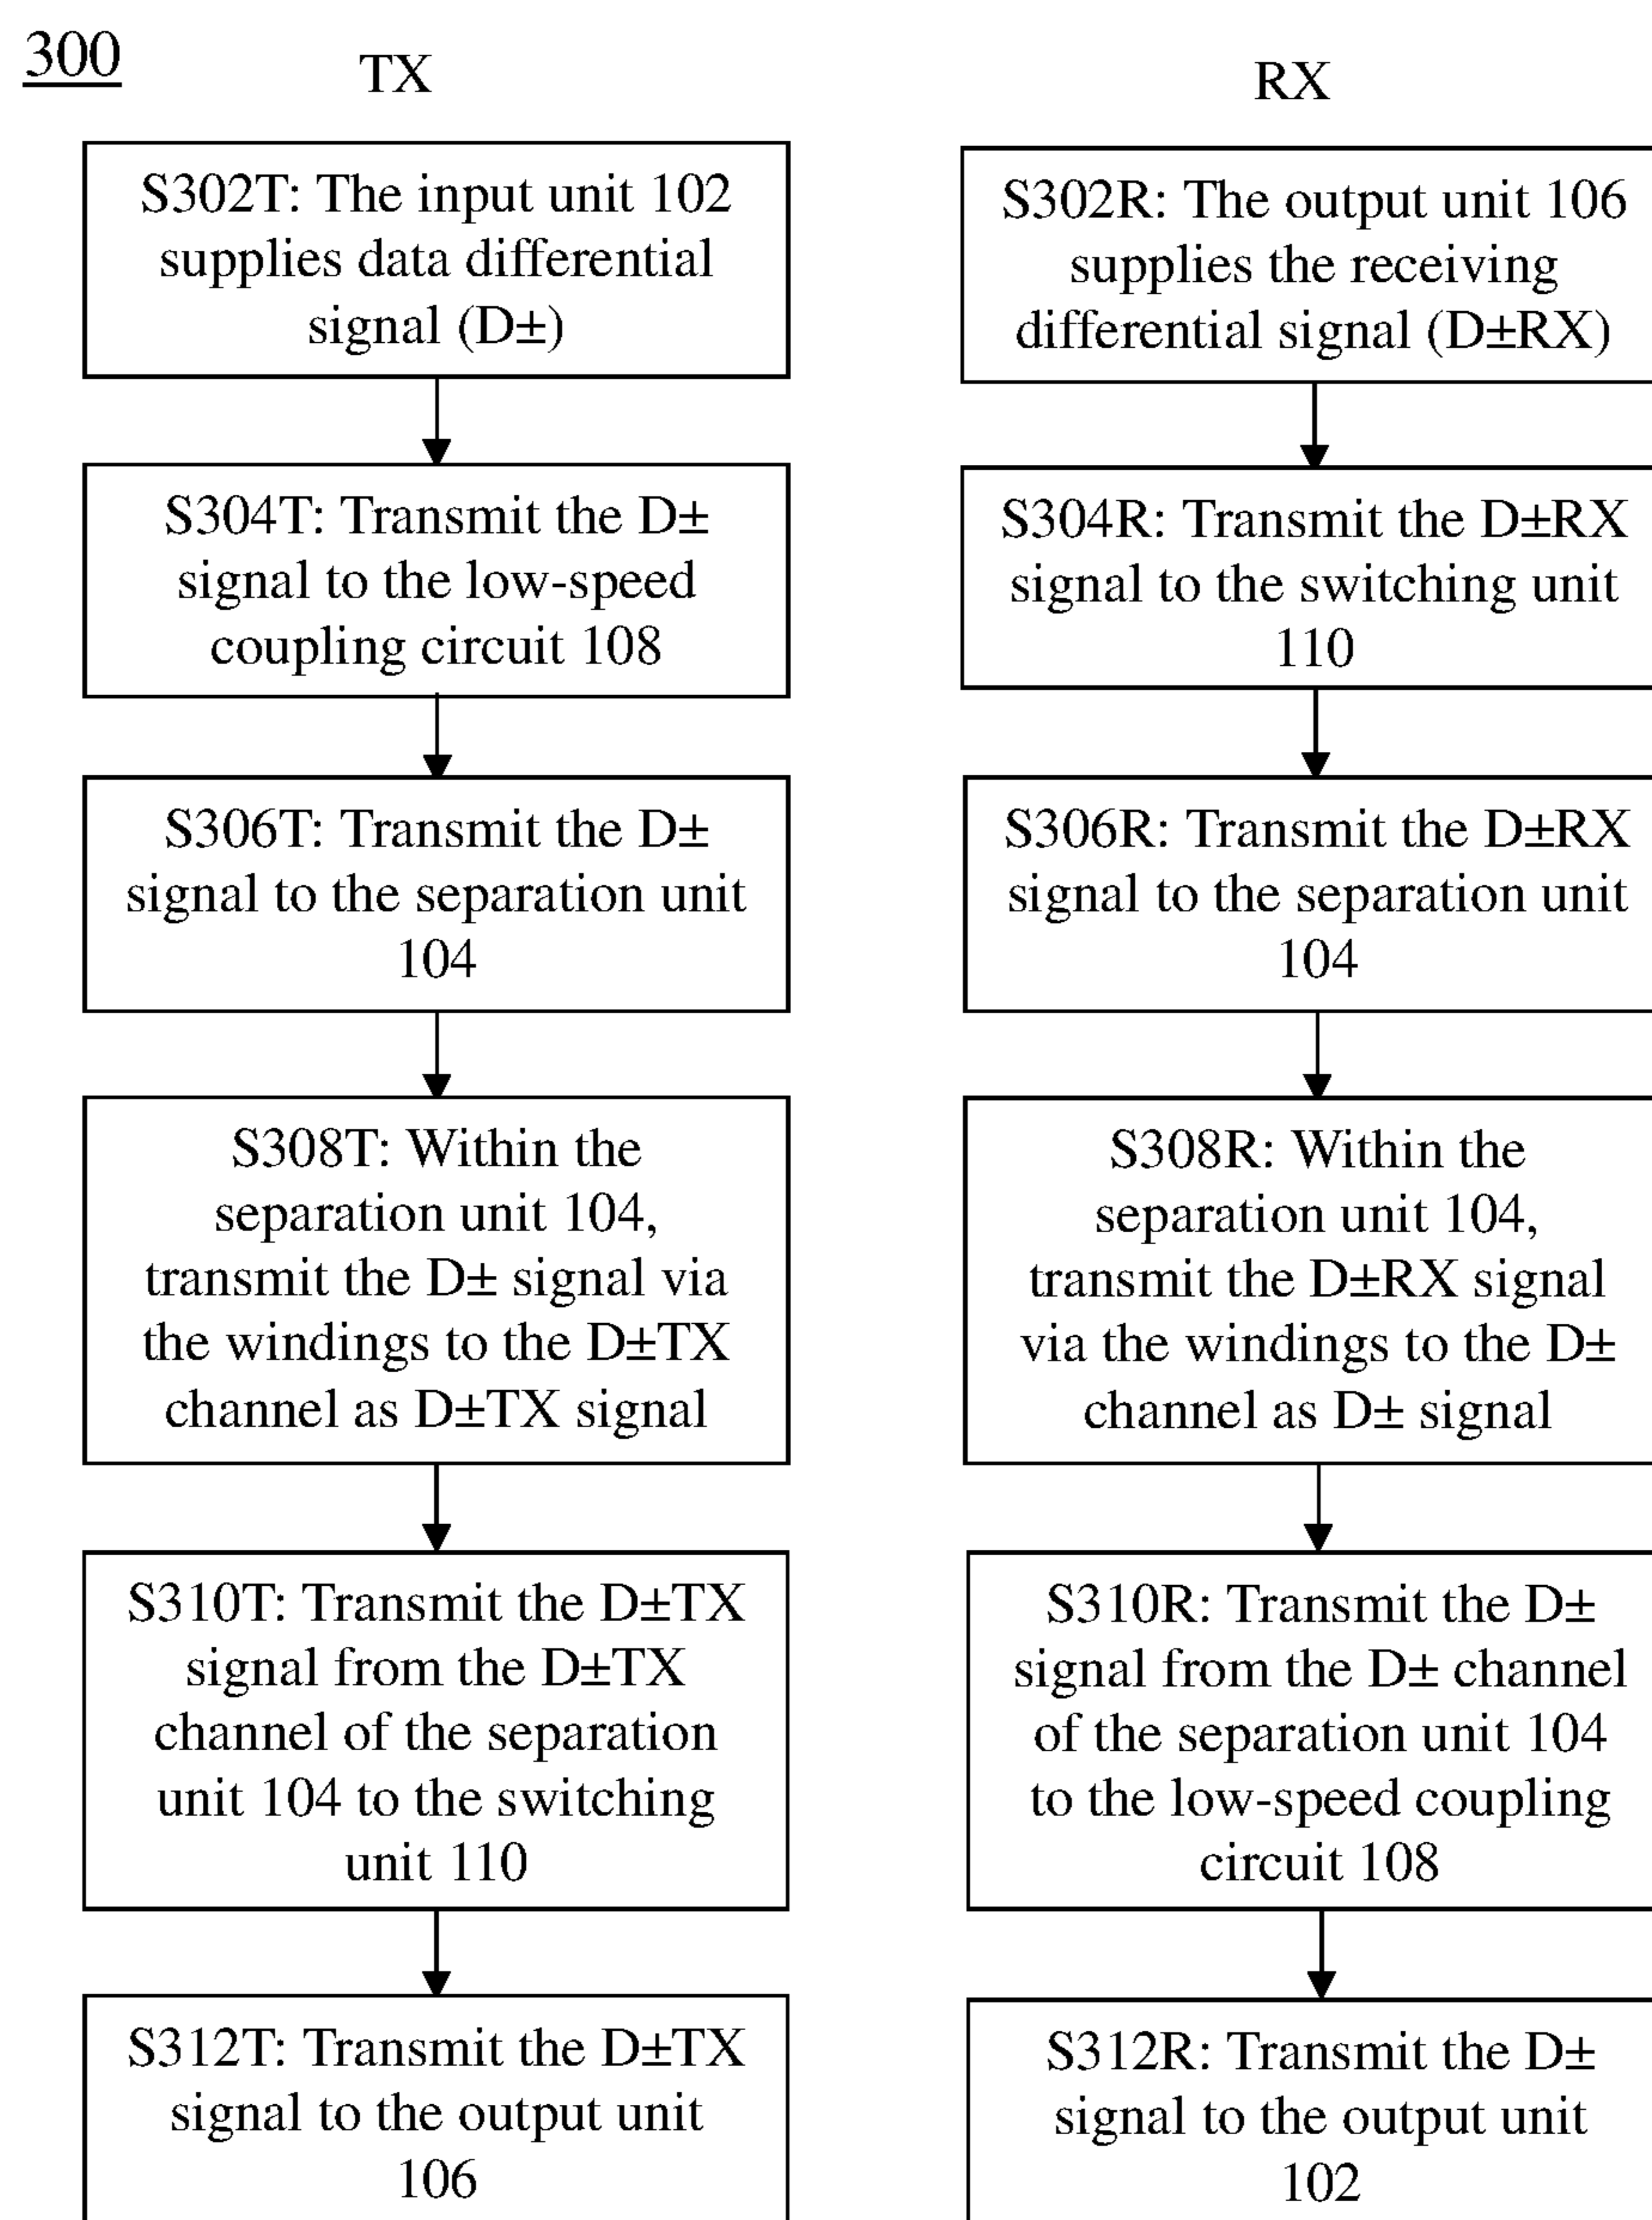 300
TX
S302T: The input unit 102
supplies data differential
signal (D±)
S304T: Transmit the D±
signal to the low-speed
coupling circuit 108
S306T: Transmit the D±
signal to the separation unit
104
S308T: Within the
separation unit 104,
transmit the D± signal via
the windings to the D±TX
channel as D±TX signal
S310T: Transmit the D±TX
signal from the D±TX
channel of the separation
unit 104 to the switching
unit 110
S312T: Transmit the D±TX
signal to the output unit
106
RX
S302R: The output unit 106
supplies the receiving
differential signal (D±RX)
S304R: Transmit the D±RX
signal to the switching unit
110
S306R: Transmit the D±RX
signal to the separation unit
104
S308R: Within the
separation unit 104,
transmit the D±RX signal
via the windings to the D±
channel as D± signal
S310R: Transmit the D±
signal from the D± channel
of the separation unit 104
to the low-speed coupling
circuit 108
S312R: Transmit the D±
signal to the output unit
102